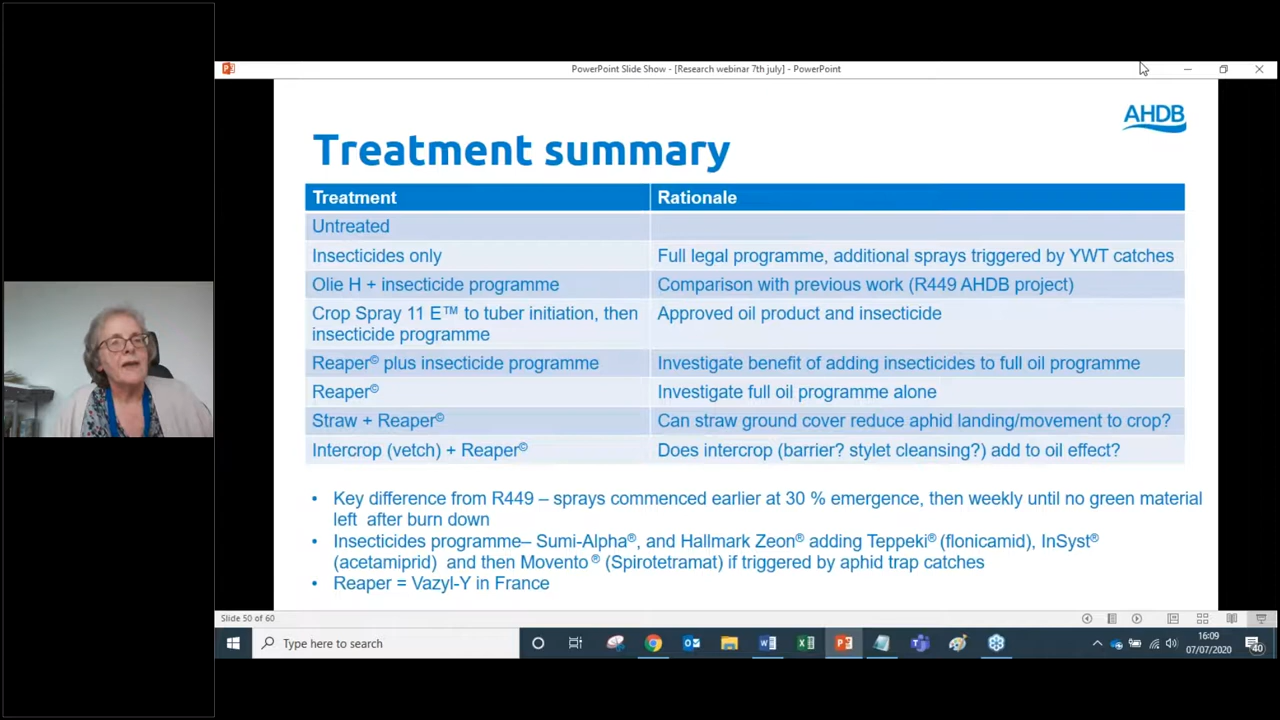 PowerPoint Slide Show - [Research webinar 7th july] - PowerPoint
AHDB
Treatment summary
Treatment Rationale
Untreated
Insecticides only Full legal programme, additional sprays triggered by YWT catches
Olie H + insecticide programme Comparison with previous work (R449 AHDB project)
Crop Spray 11 E™ to tuber initiation, then Approved oil product and insecticide
insecticide programme
Reaper© plus insecticide programme Investigate benefit of adding insecticides to full oil programme
Reaper© Investigate full oil programme alone
Straw + Reaper© Can straw ground cover reduce aphid landing/movement to crop?
Intercrop (vetch) + Reaper© Does intercrop (barrier? stylet cleansing?) add to oil effect?
• Key difference from R449 – sprays commenced earlier at 30 % emergence, then weekly until no green material
left after burn down
• Insecticides programme– Sumi-Alpha®, and Hallmark Zeon® adding Teppeki® (flonicamid), InSyst®
(acetamiprid) and then Movento ® (Spirotetramat) if triggered by aphid trap catches
• Reaper = Vazyl-Y in France
Slide 50 of 60
Type here to search
16:09
07/07/2020
40